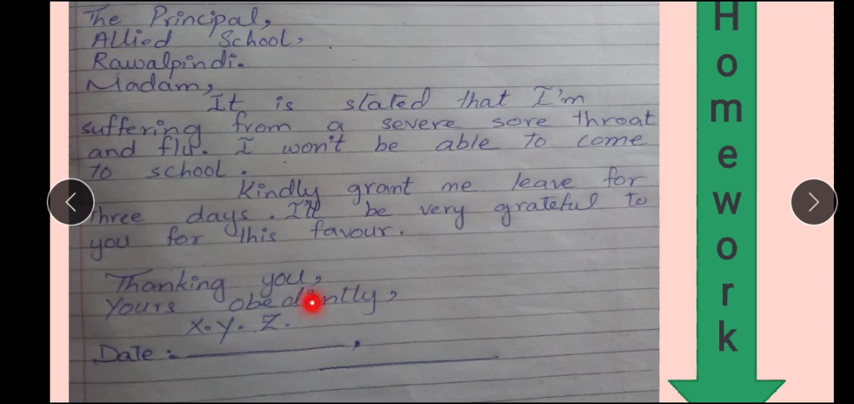 The Principal,
Allied School,
Rawalpindi.
Madam,
It is stated that I'm
suffering from a severe sore throat
and flu. I won't be able to come
to school.
Kindly grant me leave for
three days. I'll be very grateful to
you for this favour.
Thanking you,
Yours obediently,
X.Y.Z.
Date:
Homework